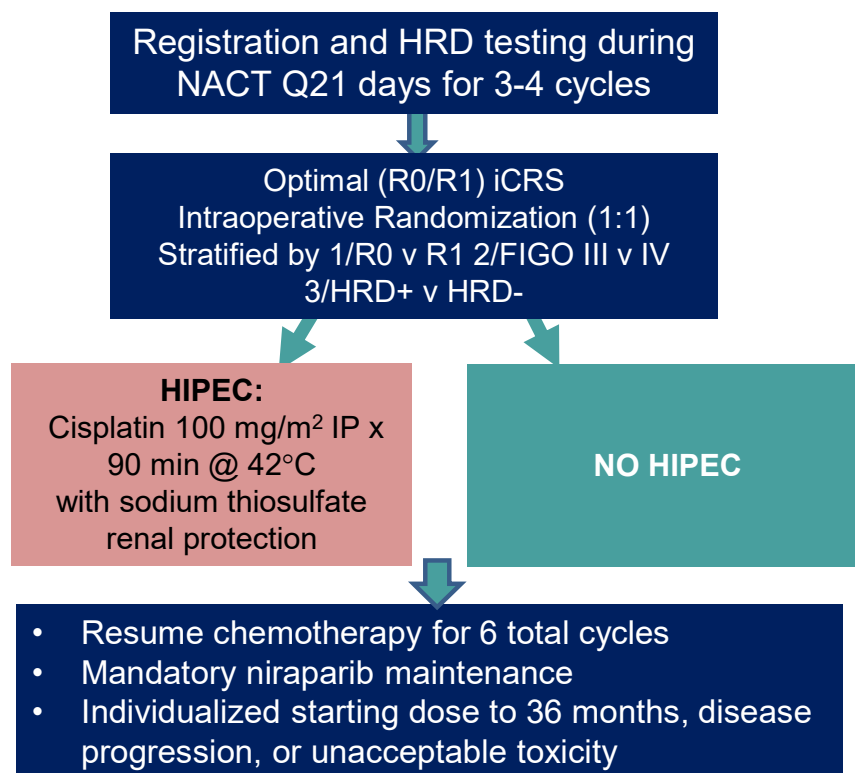 Registration and HRD testing during
NACT Q21 days for 3-4 cycles
Optimal (R0/R1) iCRS
Intraoperative Randomization (1:1)
Stratified by 1/R0 v R1 2/FIGO III v IV
3/HRD+ v HRD-
HIPEC:
Cisplatin 100 mg/m² IP x
90 min @ 42°C
with sodium thiosulfate
renal protection
NO HIPEC
• Resume chemotherapy for 6 total cycles
• Mandatory niraparib maintenance
• Individualized starting dose to 36 months, disease
progression, or unacceptable toxicity